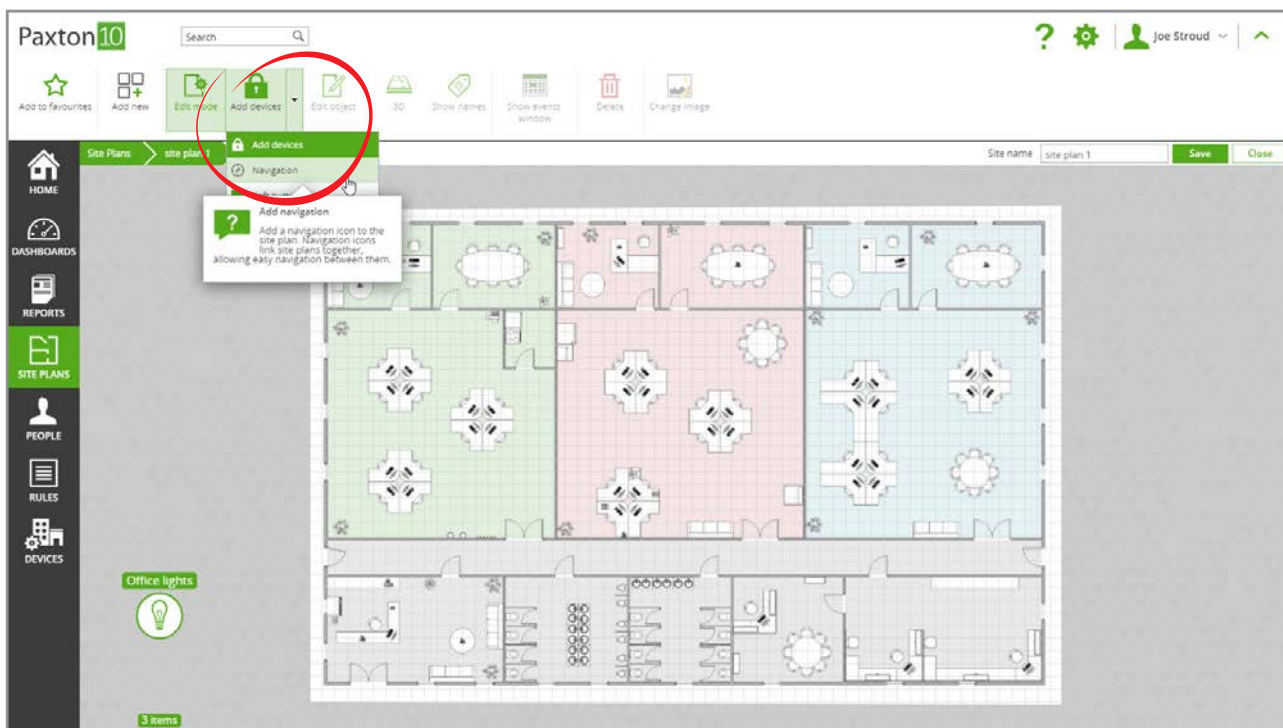 Paxton10
Search
Joe Stroud
Add to favourites
Add new
Edit mode
Add devices
Edit object
3D
Show names
Show events
window
Delete
Change image
Site Plans
site plan 1
Add devices
Navigation
Site name
site plan 1
Save
Close
HOME
DASHBOARDS
REPORTS
SITE PLANS
PEOPLE
RULES
DEVICES
?
Add navigation
Add a navigation icon to the
site plan. Navigation icons
link site plans together,
allowing easy navigation between them.
Office lights
3 items